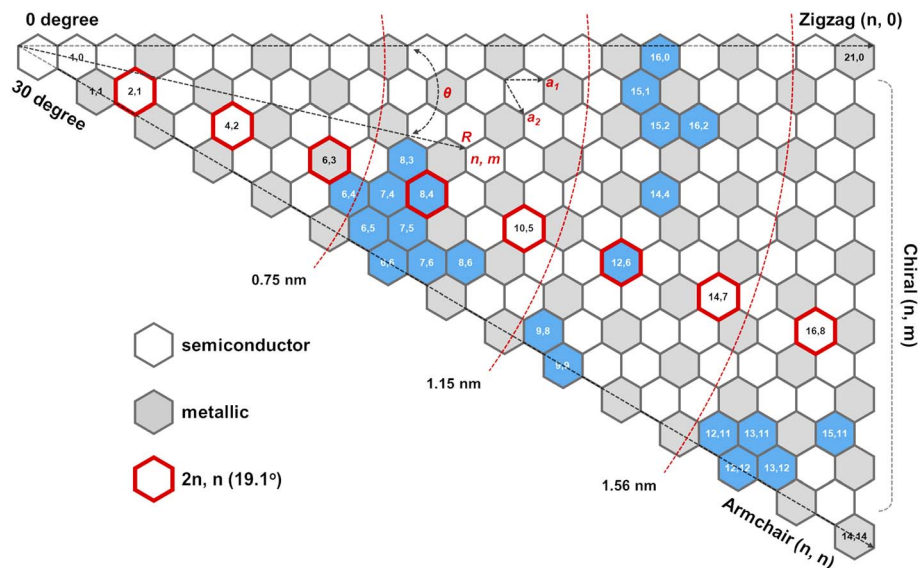 0 degree
Zigzag (n, 0)
1,0
16,0
21,0
1,1
2,1
θ
a1
15,1
30 degree
4,2
a2
15,2
16,2
R
6,3
8,3
n, m
6,4
7,4
8,4
14,4
6,5
7,5
10,5
6,6
7,6
8,6
12,6
0.75 nm
14,7
Chiral (n, m)
semiconductor
9,8
16,8
1.15 nm
9,9
metallic
12,11
13,11
15,11
12,12
13,12
2n, n (19.1º)
1.56 nm
Armchair (n, n)
14,14